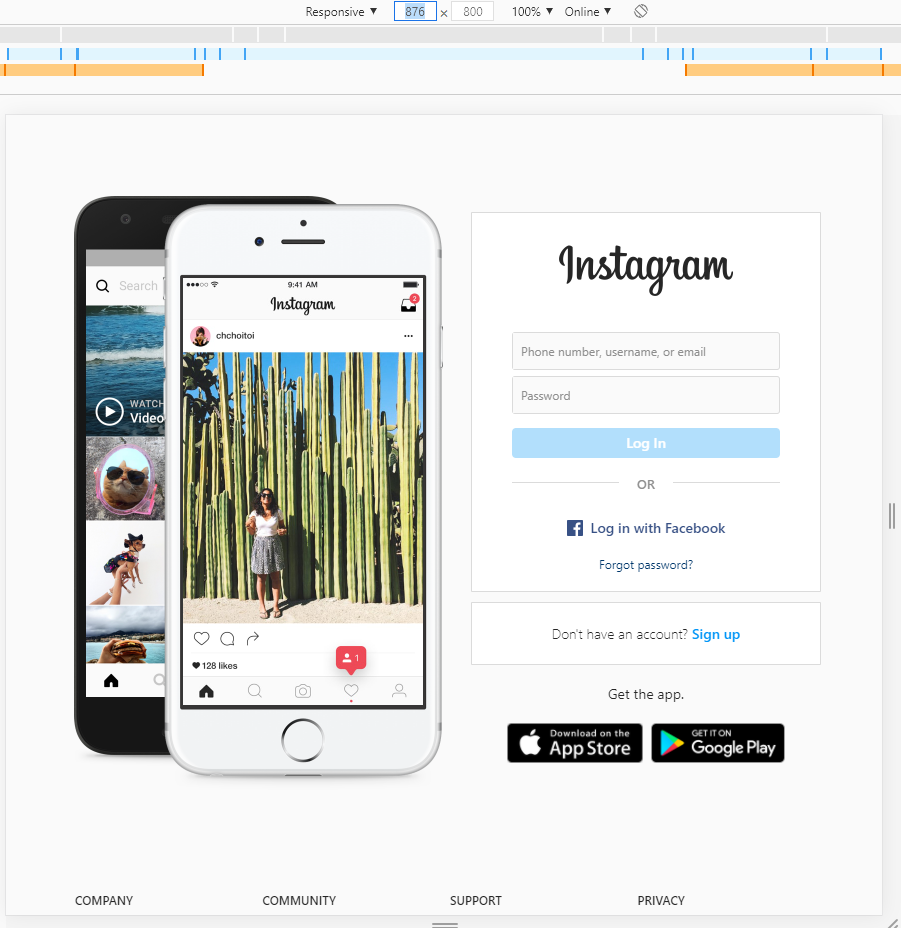 Responsive ▼ 876 × 800 100% ▼ Online ▼
Search
WATCH
Video
9:41 AM
Instagram
2
chchoitoi
128 likes
1
Instagram
Phone number, username, or email
Password
Log In
OR
Log in with Facebook
Forgot password?
Don't have an account? Sign up
Get the app.
Download on the
App Store
GET IT ON
Google Play
COMPANY COMMUNITY SUPPORT PRIVACY